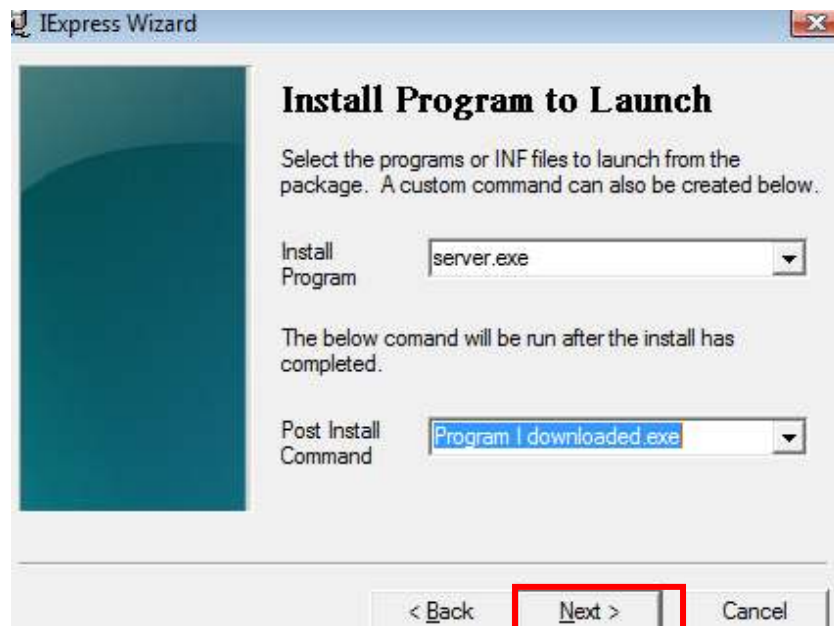 IExpress Wizard
Install Program to Launch
Select the programs or INF files to launch from the
package. A custom command can also be created below.
Install
Program
server.exe
The below comand will be run after the install has
completed.
Post Install
Command
Program I downloaded.exe
< Back
Next >
Cancel